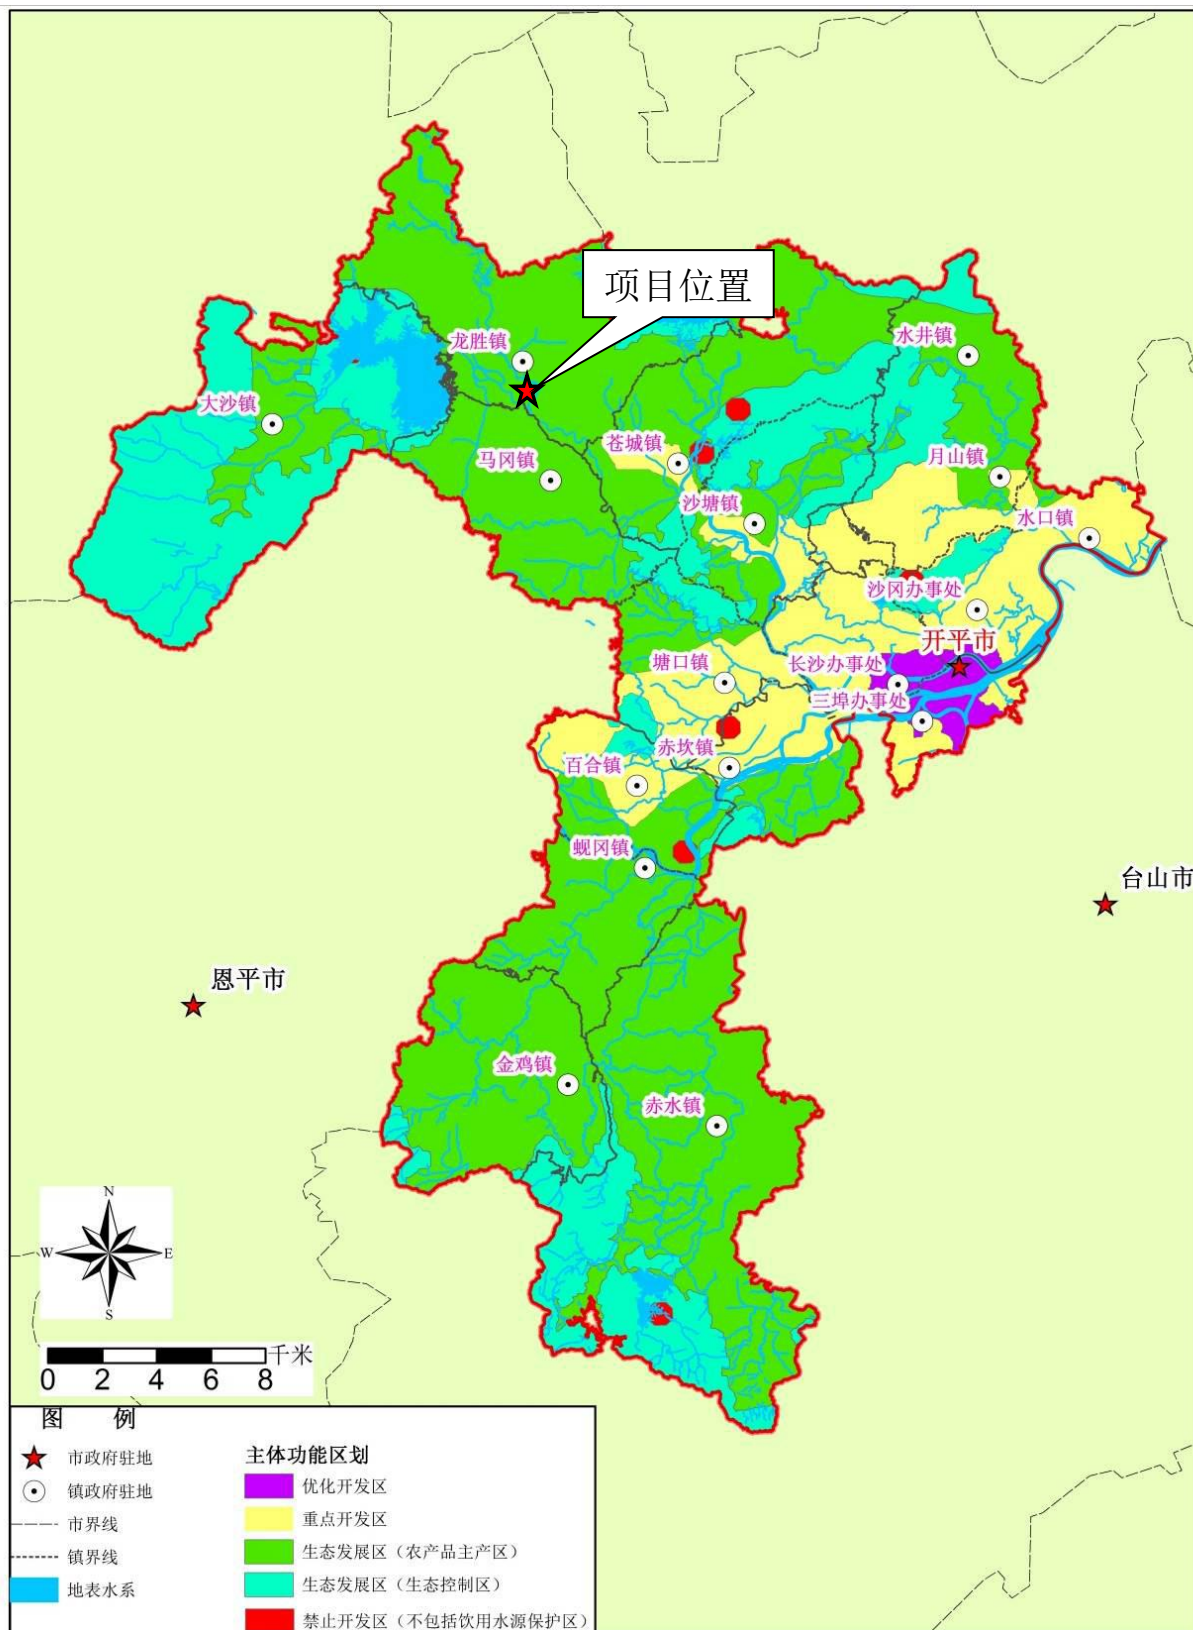 项目位置
龙胜镇
水井镇
大沙镇
苍城镇
马冈镇
月山镇
沙塘镇
水口镇
沙冈办事处
开平市
长沙办事处
塘口镇
三埠办事处
赤坎镇
百合镇
蚬冈镇
台山市
恩平市
金鸡镇
赤水镇
N
W E
S
千米
0 2 4 6 8
图 例
市政府驻地
镇政府驻地
市界线
镇界线
地表水系
主体功能区划
优化开发区
重点开发区
生态发展区（农产品主产区）
生态发展区（生态控制区）
禁止开发区（不包括饮用水源保护区）